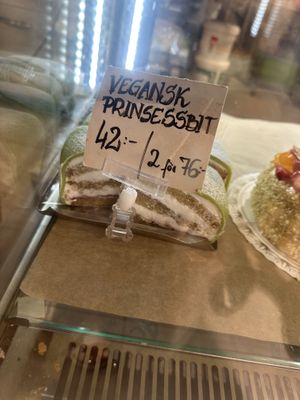 VEGANSK
PRINSESSBIT
42:- / 2 för 76:-